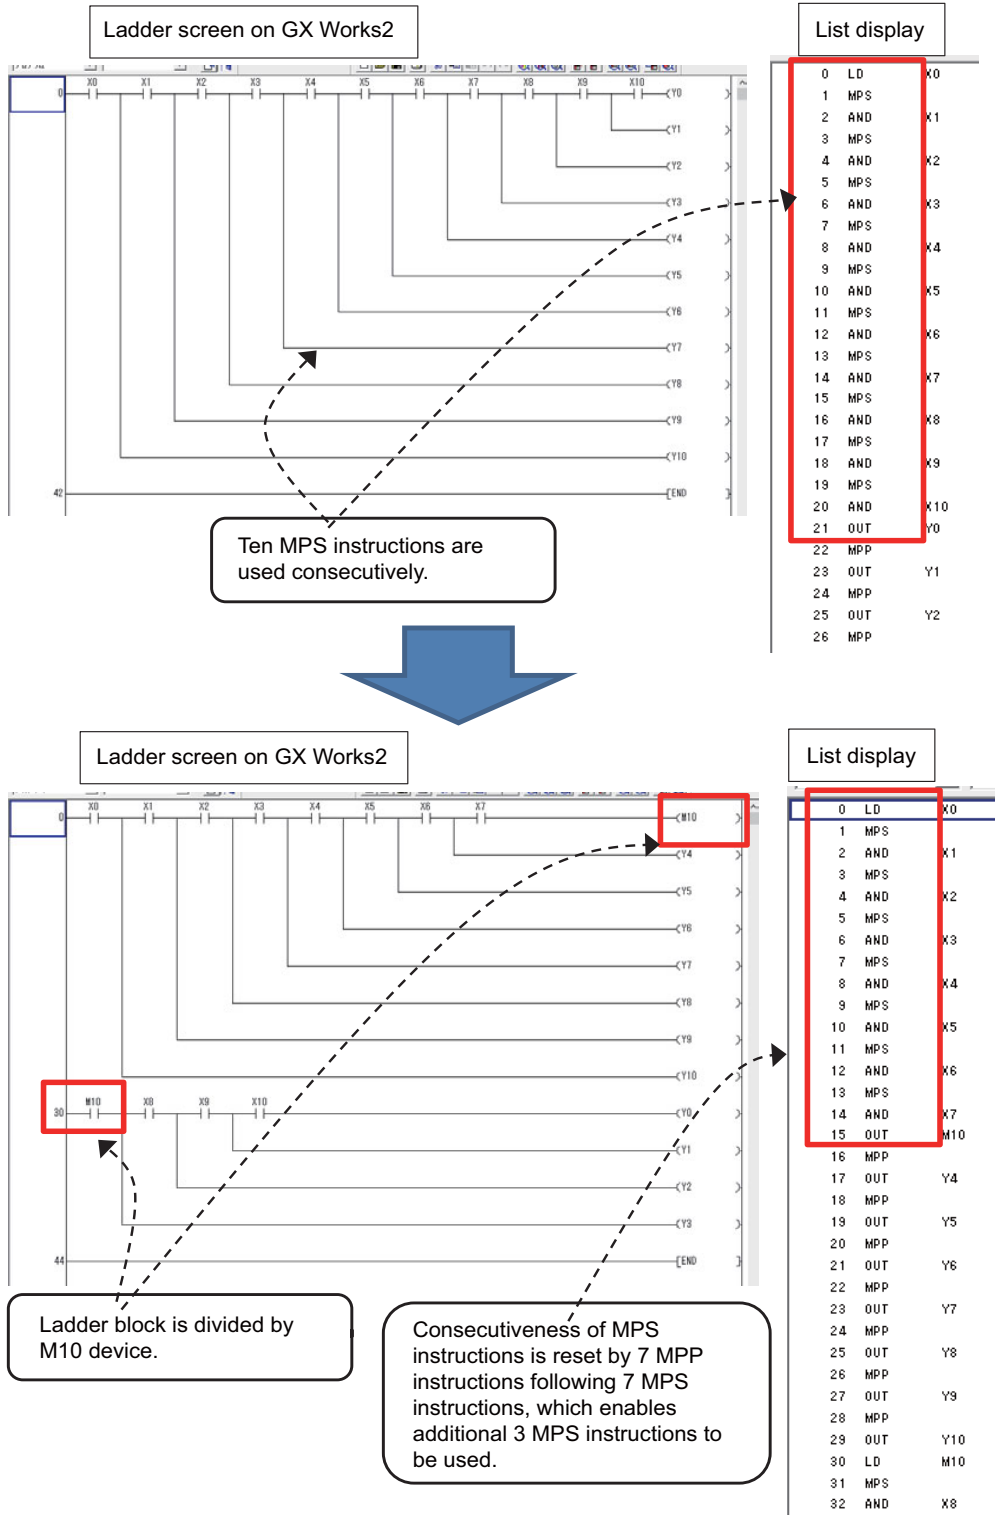 Ladder screen on GX Works2
List display
X0 X1 X2 X3 X4 X5 X6 X7 X8 X9 X10
0 Y0
Y1
Y2
Y3
Y4
Y5
Y6
Y7
Y8
Y9
Y10
42 END
0 LD X0
1 MPS
2 AND X1
3 MPS
4 AND X2
5 MPS
6 AND X3
7 MPS
8 AND X4
9 MPS
10 AND X5
11 MPS
12 AND X6
13 MPS
14 AND X7
15 MPS
16 AND X8
17 MPS
18 AND X9
19 MPS
20 AND X10
21 OUT Y0
22 MPP
23 OUT Y1
24 MPP
25 OUT Y2
26 MPP
Ten MPS instructions are
used consecutively.
Ladder screen on GX Works2
List display
X0 X1 X2 X3 X4 X5 X6 X7
0 M10
Y4
Y5
Y6
Y7
Y8
Y9
Y10
M10 X8 X9 X10
30 Y0
Y1
Y2
Y3
44 END
0 LD X0
1 MPS
2 AND X1
3 MPS
4 AND X2
5 MPS
6 AND X3
7 MPS
8 AND X4
9 MPS
10 AND X5
11 MPS
12 AND X6
13 MPS
14 AND X7
15 OUT M10
16 MPP
17 OUT Y4
18 MPP
19 OUT Y5
20 MPP
21 OUT Y6
22 MPP
23 OUT Y7
24 MPP
25 OUT Y8
26 MPP
27 OUT Y9
28 MPP
29 OUT Y10
30 LD M10
31 MPS
32 AND X8
Ladder block is divided by
M10 device.
Consecutiveness of MPS
instructions is reset by 7 MPP
instructions following 7 MPS
instructions, which enables
additional 3 MPS instructions to
be used.